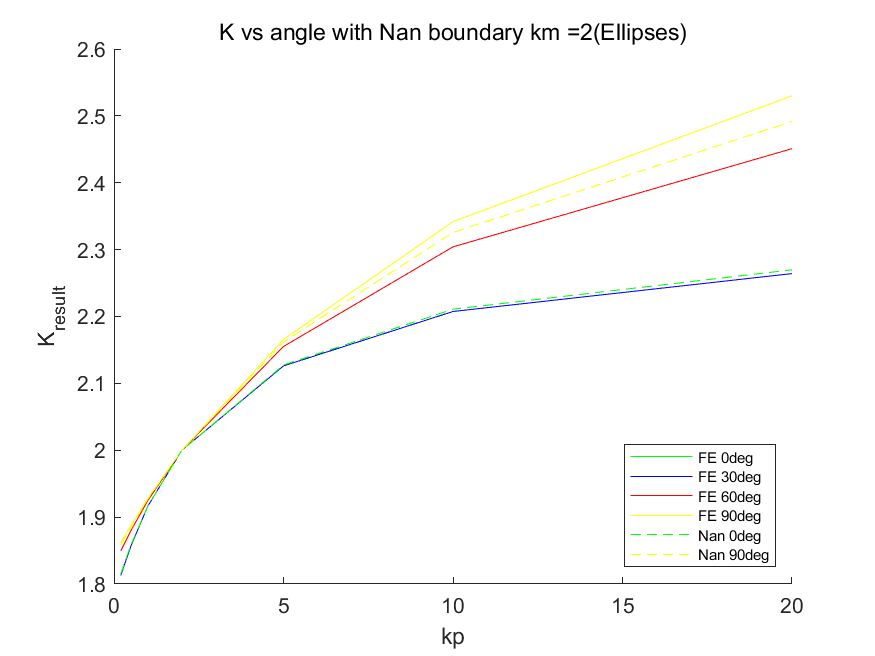 K vs angle with Nan boundary km =2(Ellipses)
2.6
2.5
2.4
2.3
2.2
2.1
2
1.9
1.8
K_result
0
5
10
15
20
kp
FE 0deg
FE 30deg
FE 60deg
FE 90deg
Nan 0deg
Nan 90deg